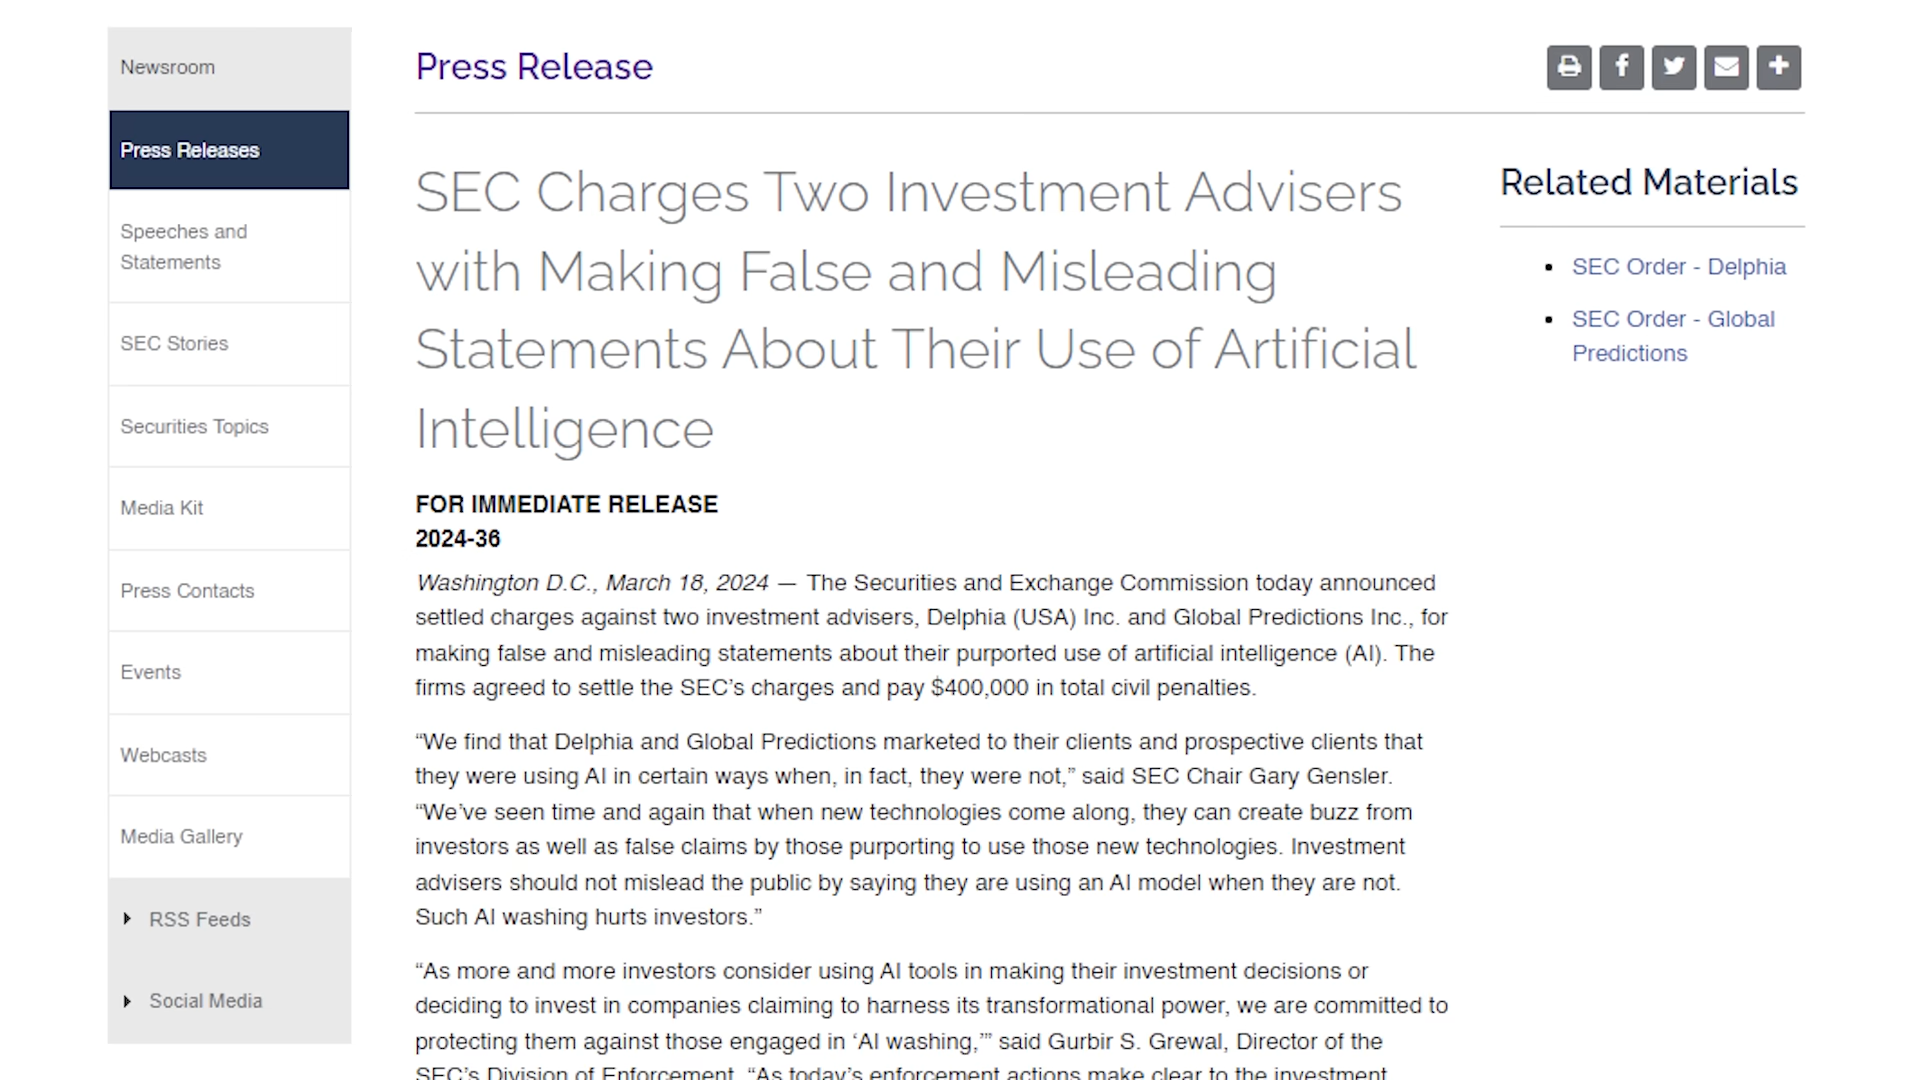 Newsroom
Press Releases
Speeches and
Statements
SEC Stories
Securities Topics
Media Kit
Press Contacts
Events
Webcasts
Media Gallery
RSS Feeds
Social Media
Press Release
SEC Charges Two Investment Advisers
with Making False and Misleading
Statements About Their Use of Artificial
Intelligence
FOR IMMEDIATE RELEASE
2024-36
Washington D.C., March 18, 2024 — The Securities and Exchange Commission today announced
settled charges against two investment advisers, Delphia (USA) Inc. and Global Predictions Inc., for
making false and misleading statements about their purported use of artificial intelligence (AI). The
firms agreed to settle the SEC’s charges and pay $400,000 in total civil penalties.
“We find that Delphia and Global Predictions marketed to their clients and prospective clients that
they were using AI in certain ways when, in fact, they were not,” said SEC Chair Gary Gensler.
“We’ve seen time and again that when new technologies come along, they can create buzz from
investors as well as false claims by those purporting to use those new technologies. Investment
advisers should not mislead the public by saying they are using an AI model when they are not.
Such AI washing hurts investors.”
“As more and more investors consider using AI tools in making their investment decisions or
deciding to invest in companies claiming to harness its transformational power, we are committed to
protecting them against those engaged in ‘AI washing,’” said Gurbir S. Grewal, Director of the
SEC’s Division of Enforcement. “As today’s enforcement actions make clear to the investment
Related Materials
SEC Order - Delphia
SEC Order - Global
Predictions